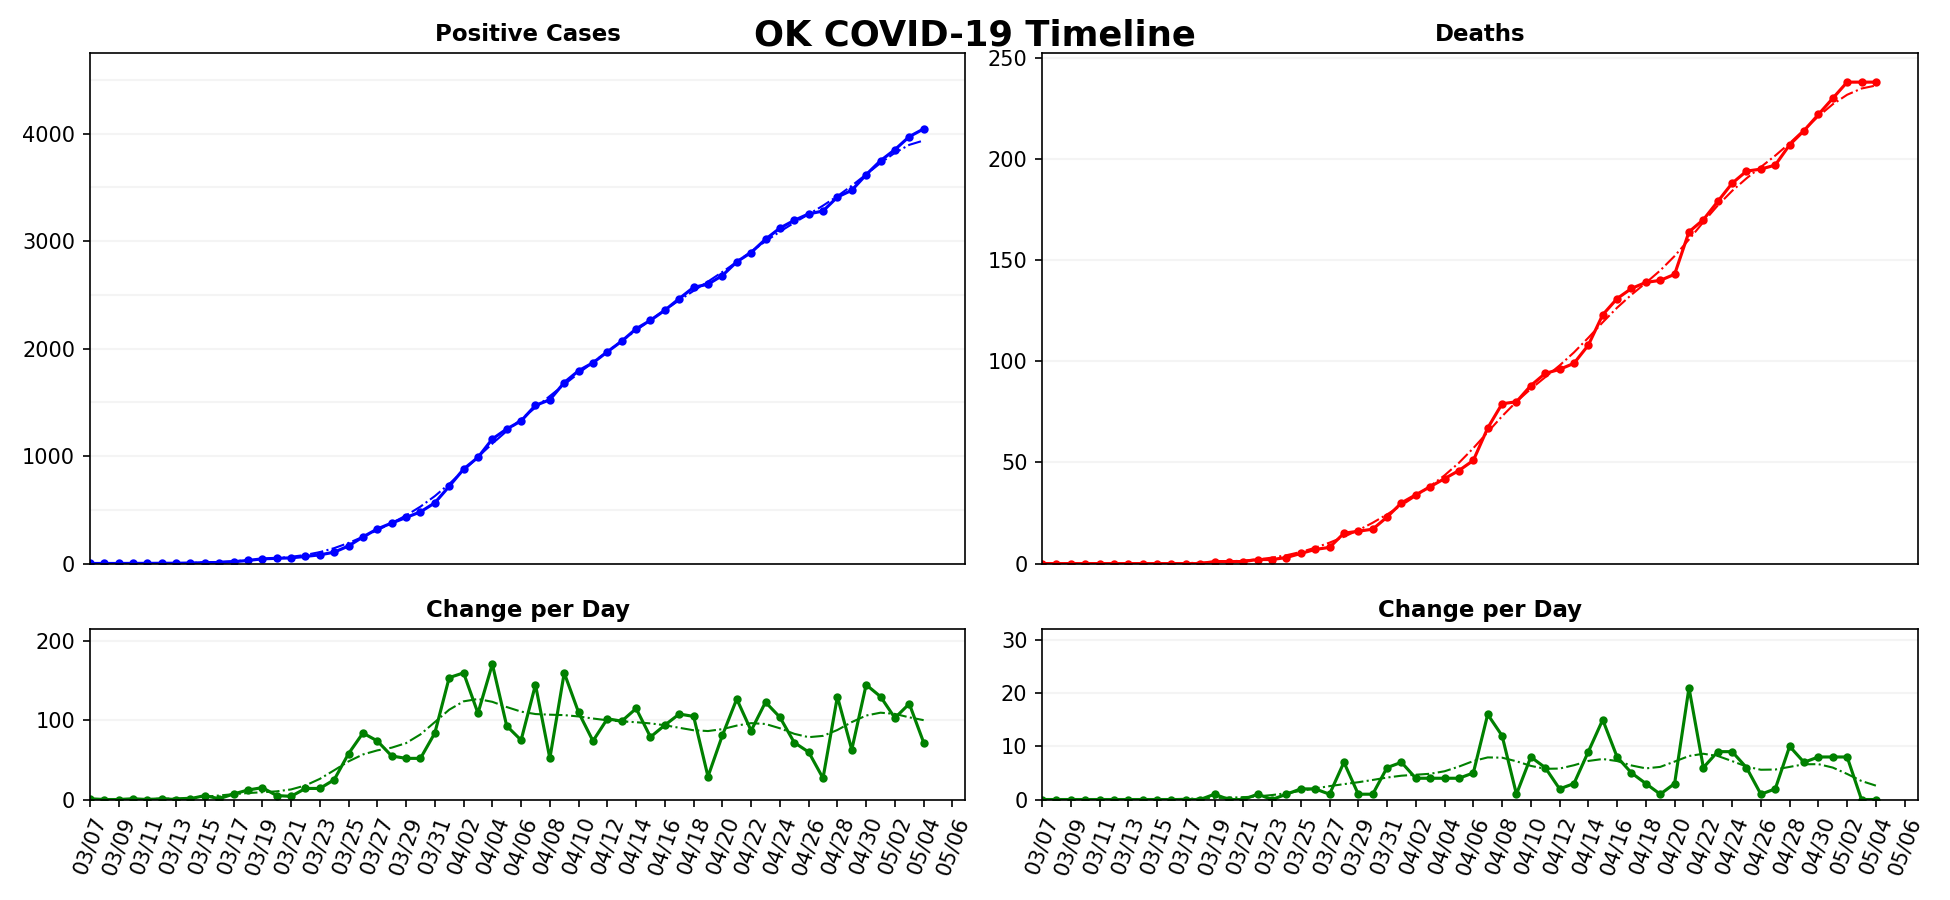 OK COVID-19 Timeline
Positive Cases
Deaths
4000
3000
2000
1000
0
250
200
150
100
50
0
Change per Day
Change per Day
200
100
0
30
20
10
0
03/07 03/09 03/11 03/13 03/15 03/17 03/19 03/21 03/23 03/25 03/27 03/29 03/31 04/02 04/04 04/06 04/08 04/10 04/12 04/14 04/16 04/18 04/20 04/22 04/24 04/26 04/28 04/30 05/02 05/04 05/06
03/07 03/09 03/11 03/13 03/15 03/17 03/19 03/21 03/23 03/25 03/27 03/29 03/31 04/02 04/04 04/06 04/08 04/10 04/12 04/14 04/16 04/18 04/20 04/22 04/24 04/26 04/28 04/30 05/02 05/04 05/06